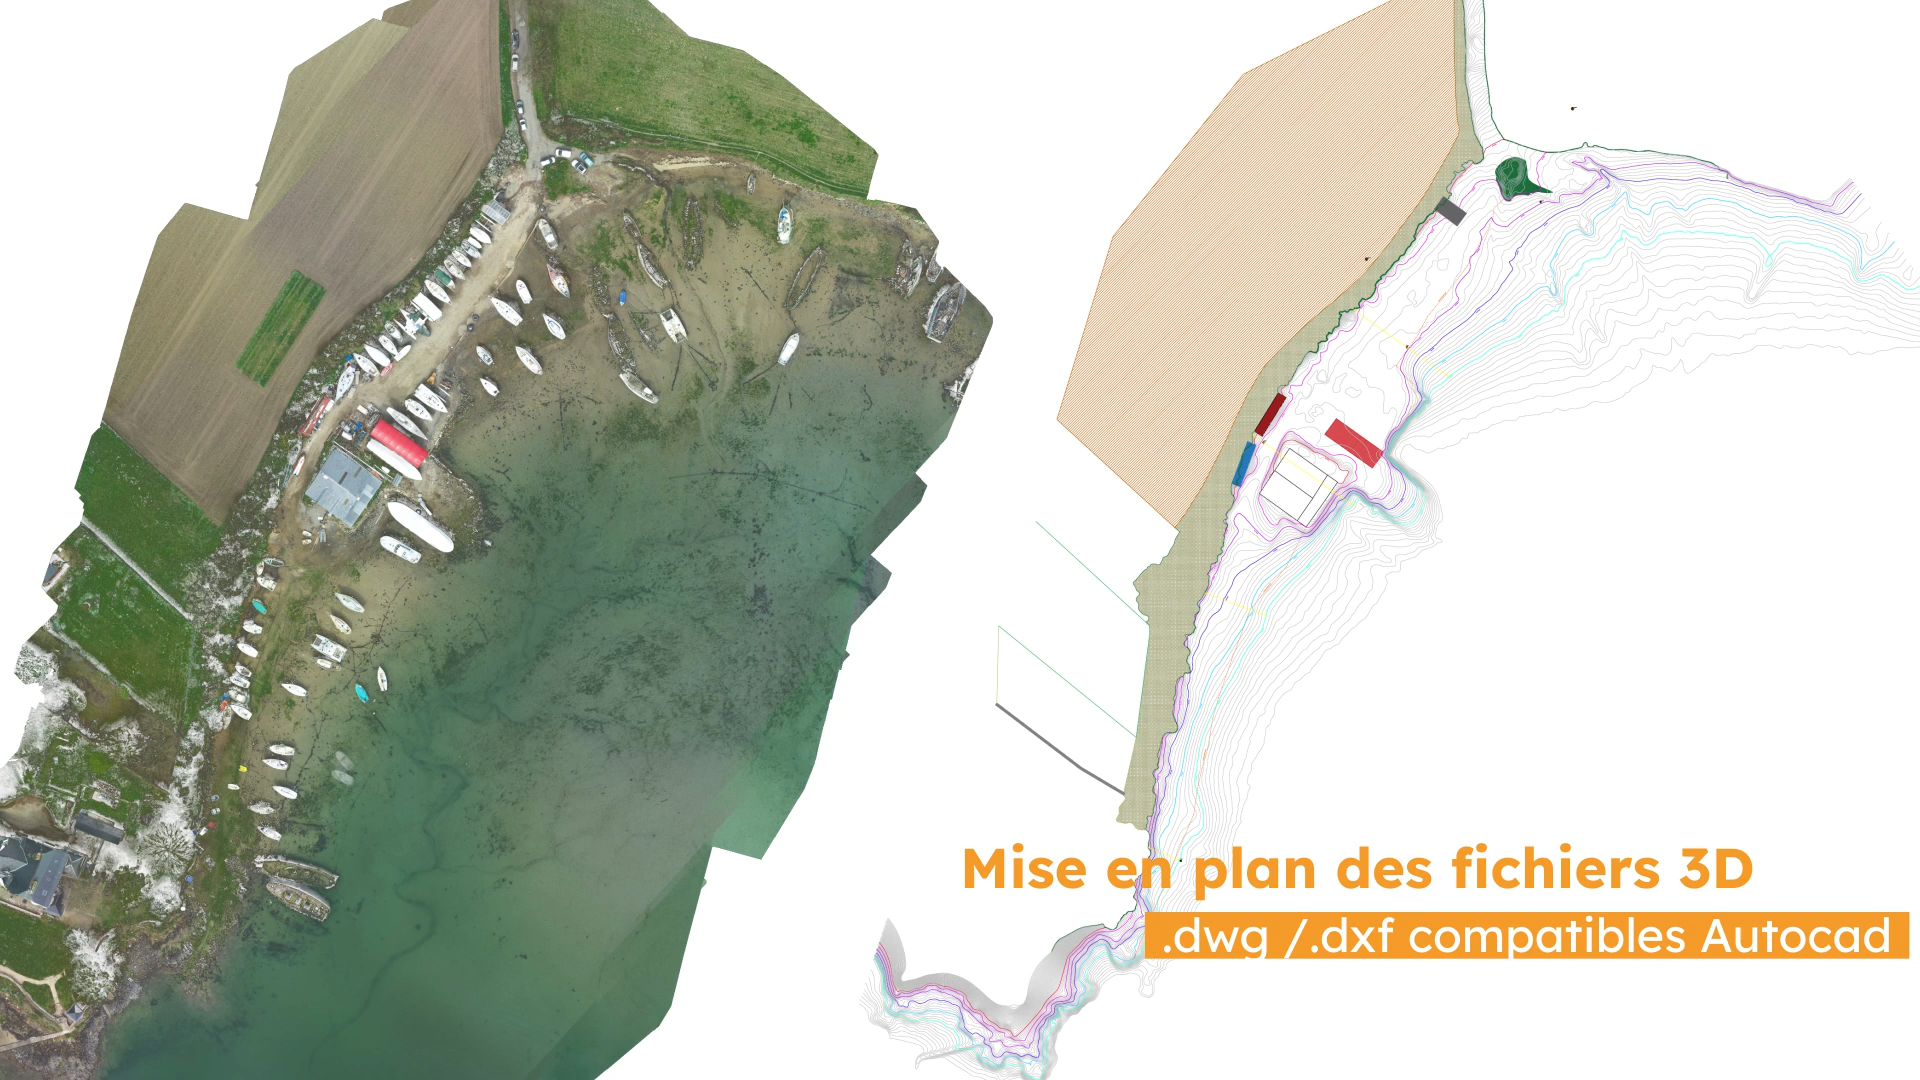 Mise en plan des fichiers 3D
.dwg /.dxf compatibles Autocad